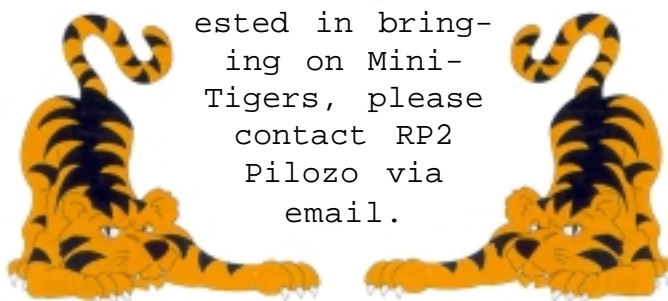 ested in bring-
ing on Mini-
Tigers, please
contact RP2
Pilozo via
email.